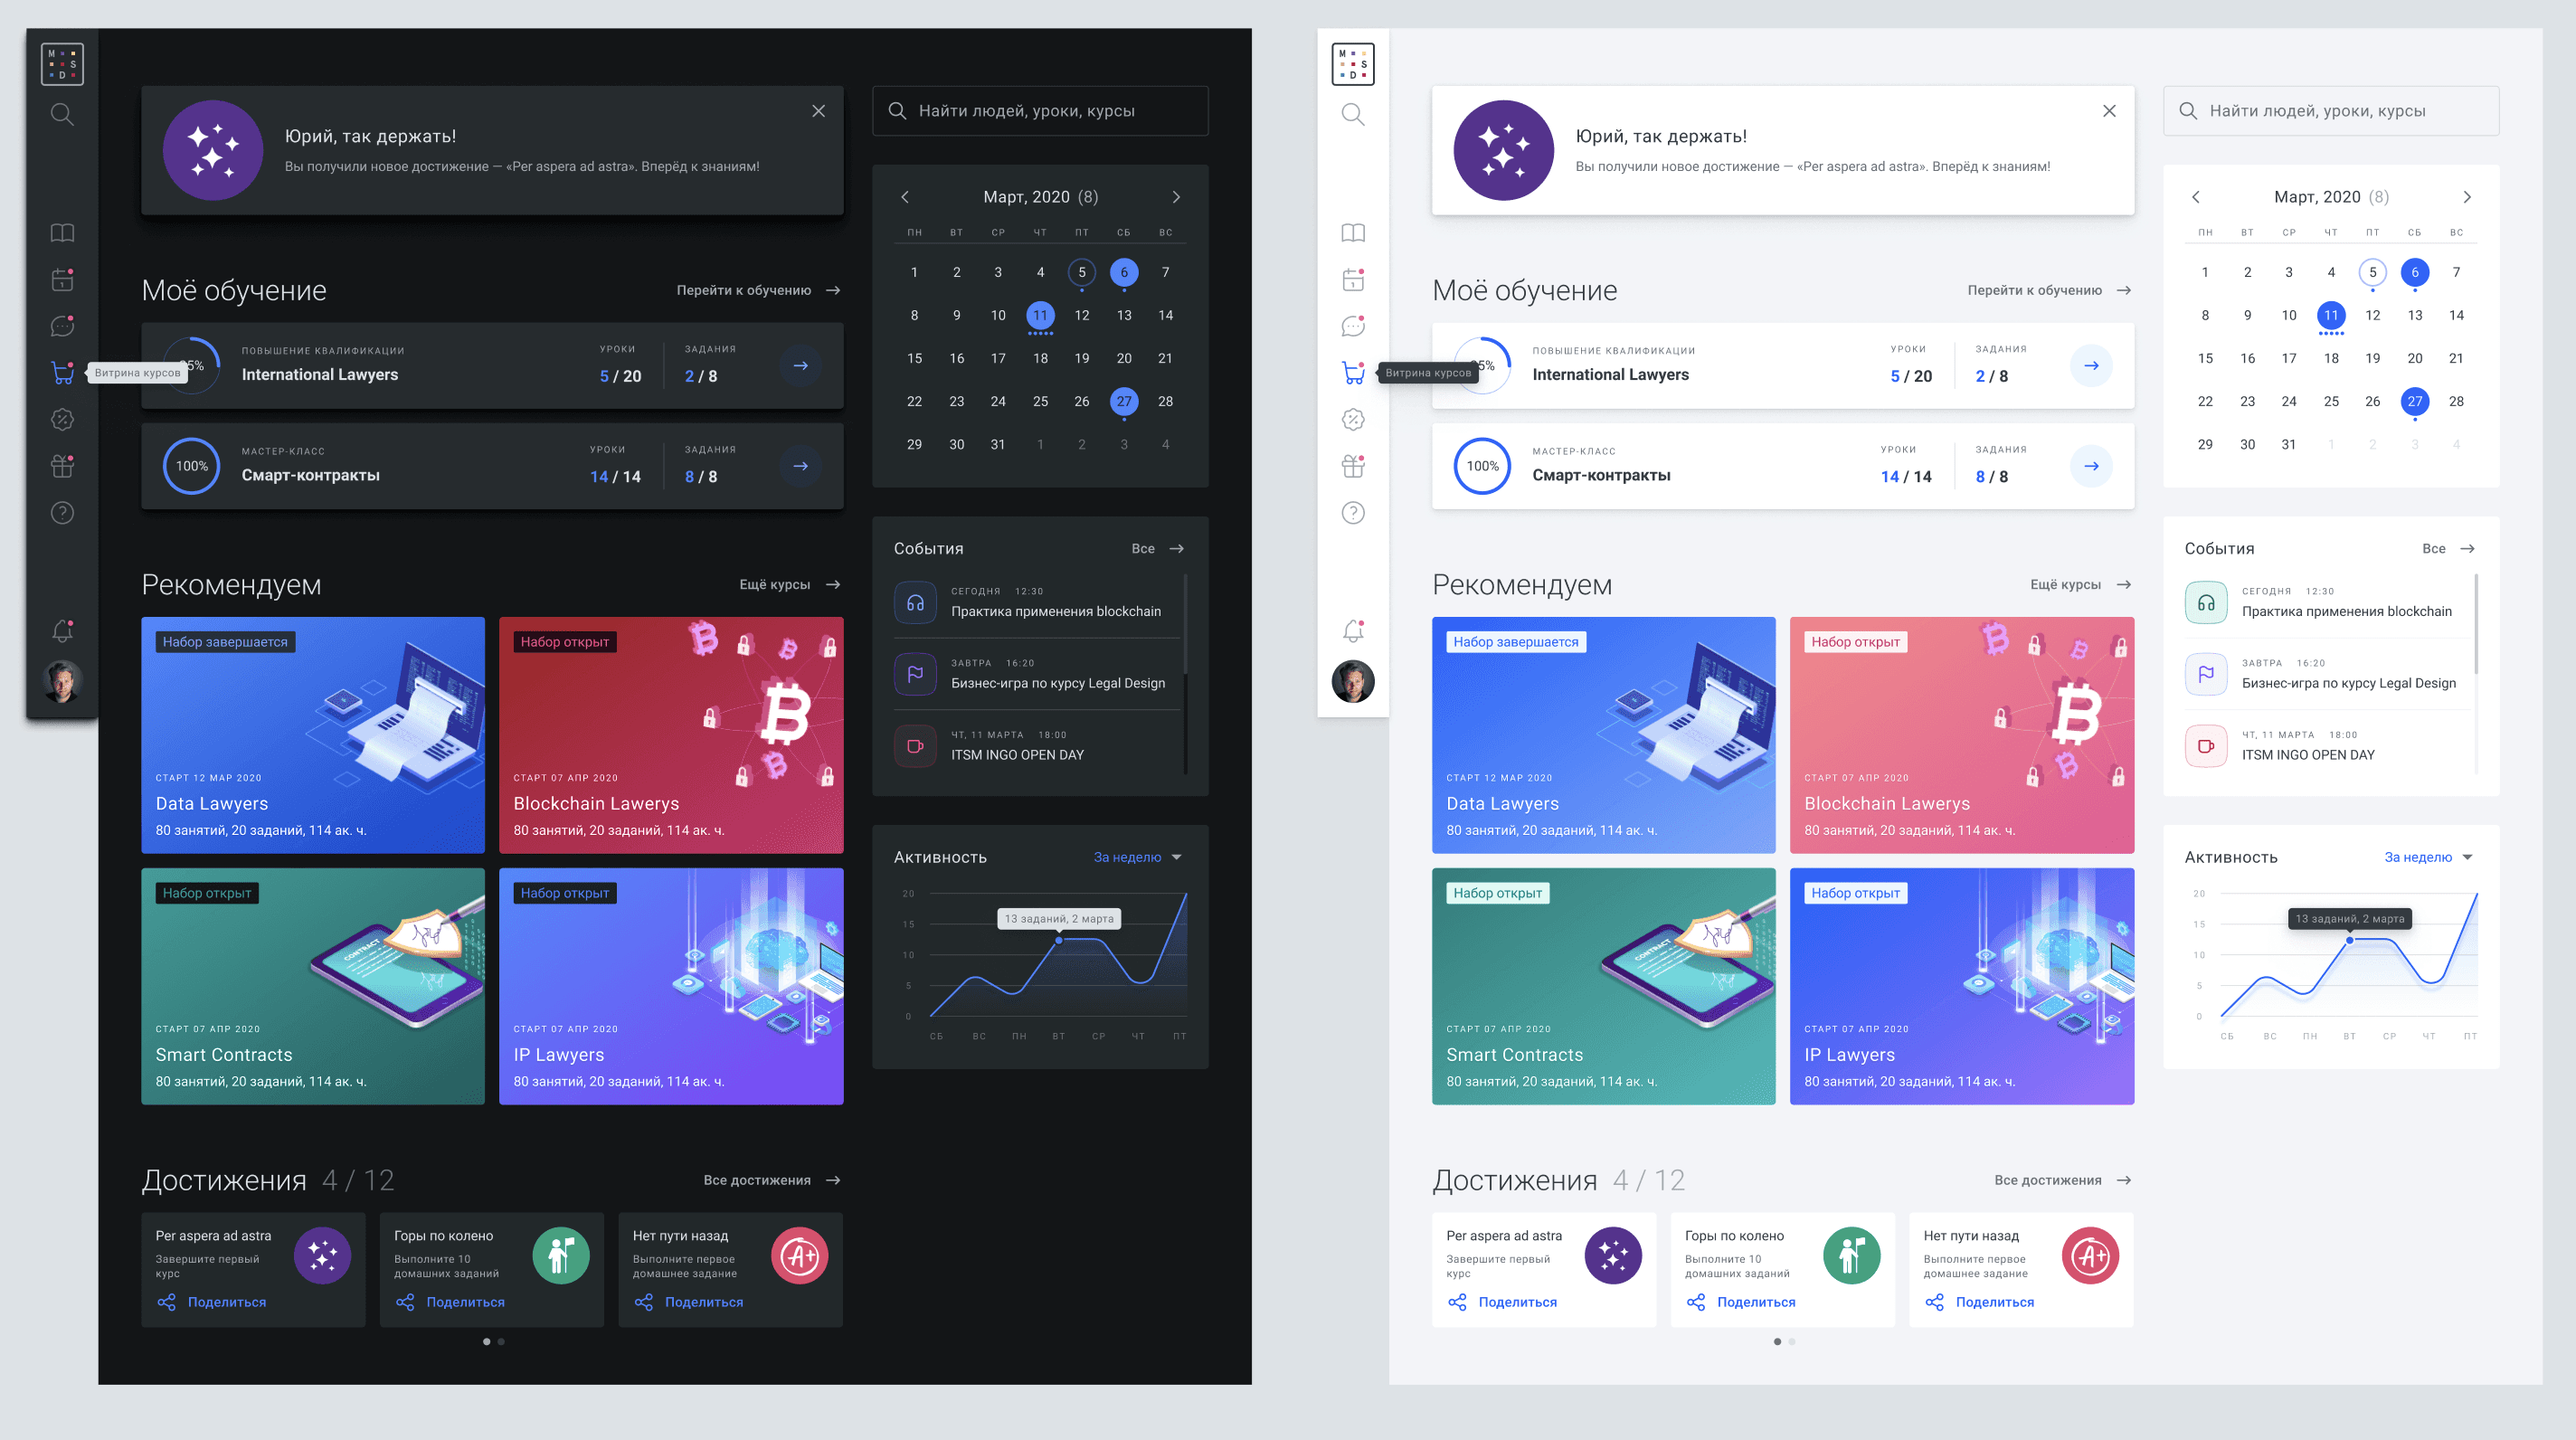 M
S
D
Юрий, так держать!
Вы получили новое достижение — «Per aspera ad astra». Вперёд к знаниям!
Моё обучение
Перейти к обучению
Витрина курсов
5%
ПОВЫШЕНИЕ КВАЛИФИКАЦИИ
International Lawyers
УРОКИ
5 / 20
ЗАДАНИЯ
2 / 8
100%
МАСТЕР-КЛАСС
Смарт-контракты
УРОКИ
14 / 14
ЗАДАНИЯ
8 / 8
Рекомендуем
Ещё курсы
Набор завершается
СТАРТ 12 МАР 2020
Data Lawyers
80 занятий, 20 заданий, 114 ак. ч.
Набор открыт
СТАРТ 07 АПР 2020
Blockchain Lawerys
80 занятий, 20 заданий, 114 ак. ч.
Набор открыт
CONTRACT
СТАРТ 07 АПР 2020
Smart Contracts
80 занятий, 20 заданий, 114 ак. ч.
Набор открыт
СТАРТ 07 АПР 2020
IP Lawyers
80 занятий, 20 заданий, 114 ак. ч.
Достижения 4 / 12
Все достижения
Per aspera ad astra
Завершите первый
курс
Поделиться
Горы по колено
Выполните 10
домашних заданий
Поделиться
Нет пути назад
Выполните первое
домашнее задание
A+
Поделиться
Найти людей, уроки, курсы
Март, 2020 (8)
ПН ВТ СР ЧТ ПТ СБ ВС
1 2 3 4 5 6 7
8 9 10 11 12 13 14
15 16 17 18 19 20 21
22 23 24 25 26 27 28
29 30 31 1 2 3 4
События
Все
СЕГОДНЯ 12:30
Практика применения blockchain
ЗАВТРА 16:20
Бизнес-игра по курсу Legal Design
ЧТ, 11 МАРТА 18:00
ITSM INGO OPEN DAY
Активность
За неделю
20
15
10
5
0
13 заданий, 2 марта
СБ ВС ПН ВТ СР ЧТ ПТ
M
S
D
Юрий, так держать!
Вы получили новое достижение — «Per aspera ad astra». Вперёд к знаниям!
Моё обучение
Перейти к обучению
Витрина курсов
5%
ПОВЫШЕНИЕ КВАЛИФИКАЦИИ
International Lawyers
УРОКИ
5 / 20
ЗАДАНИЯ
2 / 8
100%
МАСТЕР-КЛАСС
Смарт-контракты
УРОКИ
14 / 14
ЗАДАНИЯ
8 / 8
Рекомендуем
Ещё курсы
Набор завершается
СТАРТ 12 МАР 2020
Data Lawyers
80 занятий, 20 заданий, 114 ак. ч.
Набор открыт
СТАРТ 07 АПР 2020
Blockchain Lawerys
80 занятий, 20 заданий, 114 ак. ч.
Набор открыт
CONTRACT
СТАРТ 07 АПР 2020
Smart Contracts
80 занятий, 20 заданий, 114 ак. ч.
Набор открыт
СТАРТ 07 АПР 2020
IP Lawyers
80 занятий, 20 заданий, 114 ак. ч.
Достижения 4 / 12
Все достижения
Per aspera ad astra
Завершите первый
курс
Поделиться
Горы по колено
Выполните 10
домашних заданий
Поделиться
Нет пути назад
Выполните первое
домашнее задание
A+
Поделиться
Найти людей, уроки, курсы
Март, 2020 (8)
ПН ВТ СР ЧТ ПТ СБ ВС
1 2 3 4 5 6 7
8 9 10 11 12 13 14
15 16 17 18 19 20 21
22 23 24 25 26 27 28
29 30 31 1 2 3 4
События
Все
СЕГОДНЯ 12:30
Практика применения blockchain
ЗАВТРА 16:20
Бизнес-игра по курсу Legal Design
ЧТ, 11 МАРТА 18:00
ITSM INGO OPEN DAY
Активность
За неделю
20
15
10
5
0
13 заданий, 2 марта
СБ ВС ПН ВТ СР ЧТ ПТ